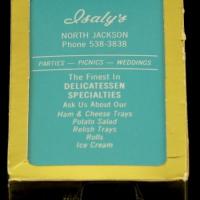 Isaly's
NORTH JACKSON
Phone 538-3838
PARTIES — PICNICS — WEDDINGS
The Finest In
DELICATESSEN
SPECIALTIES
Ask Us About Our
Ham & Cheese Trays
Potato Salad
Relish Trays
Rolls
Ice Cream